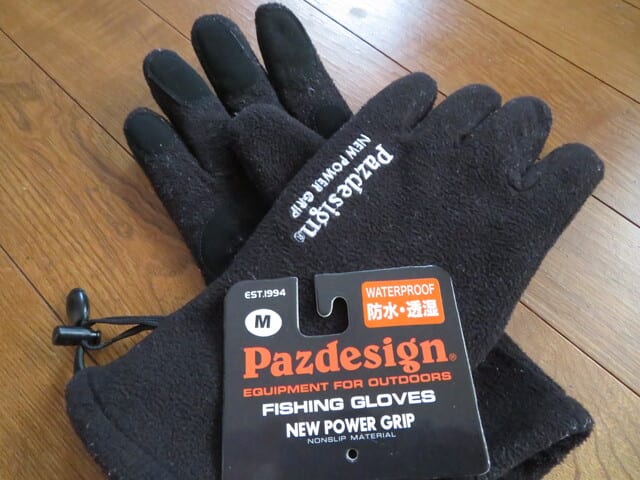 Pazdesign®
NEW POWER GRIP
EST.1994
M
WATERPROOF
防水・透湿
Pazdesign®
EQUIPMENT FOR OUTDOORS
FISHING GLOVES
NEW POWER GRIP
NONSLIP MATERIAL